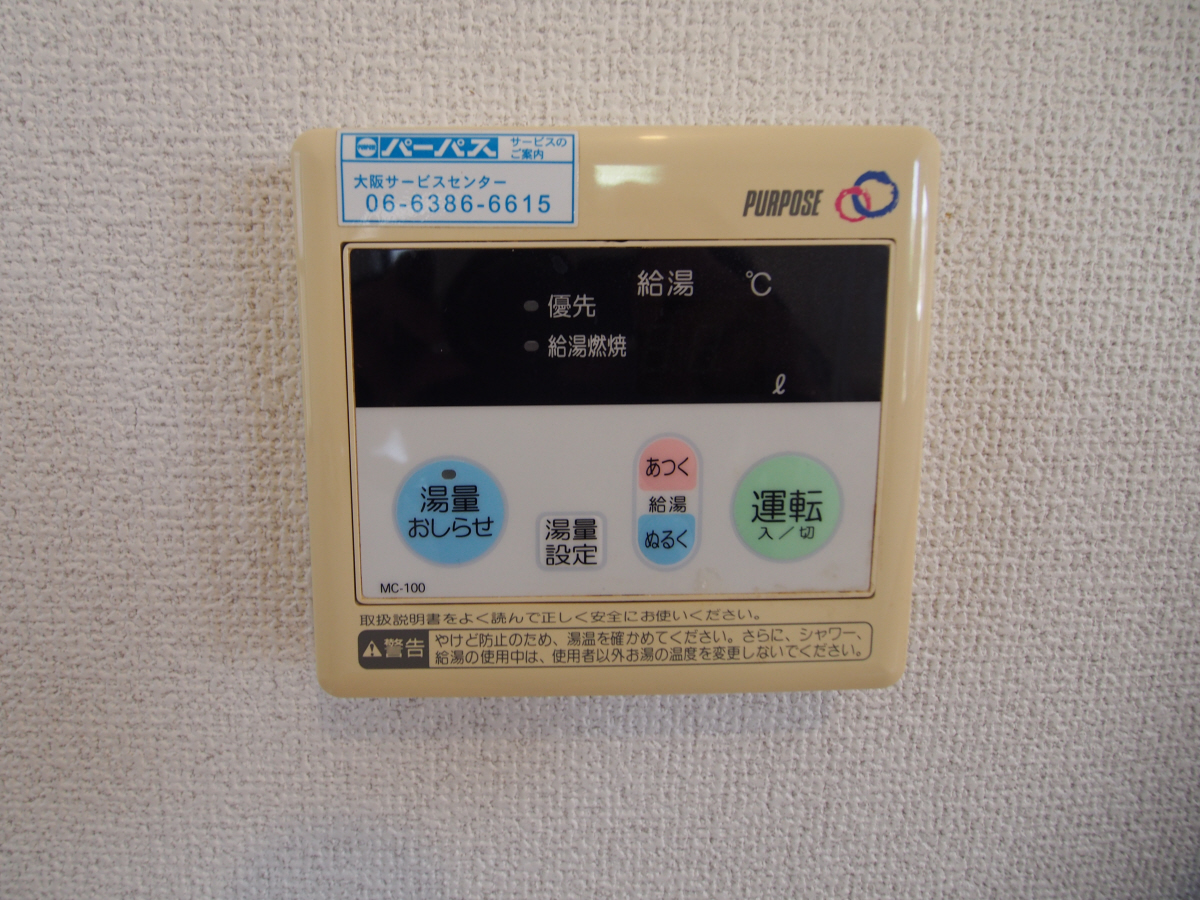 パーパス
サービスの
ご案内
大阪サービスセンター
06-6386-6615
PURPOSE
給湯 ℃
優先
給湯燃焼
ℓ
湯量
おしらせ
湯量
設定
あつく
給湯
ぬるく
運転
入／切
MC-100
取扱説明書をよく読んで正しく安全にお使いください。
警告
やけど防止のため、湯温を確かめてください。さらに、シャワー、
給湯の使用中は、使用者以外お湯の温度を変更しないでください。